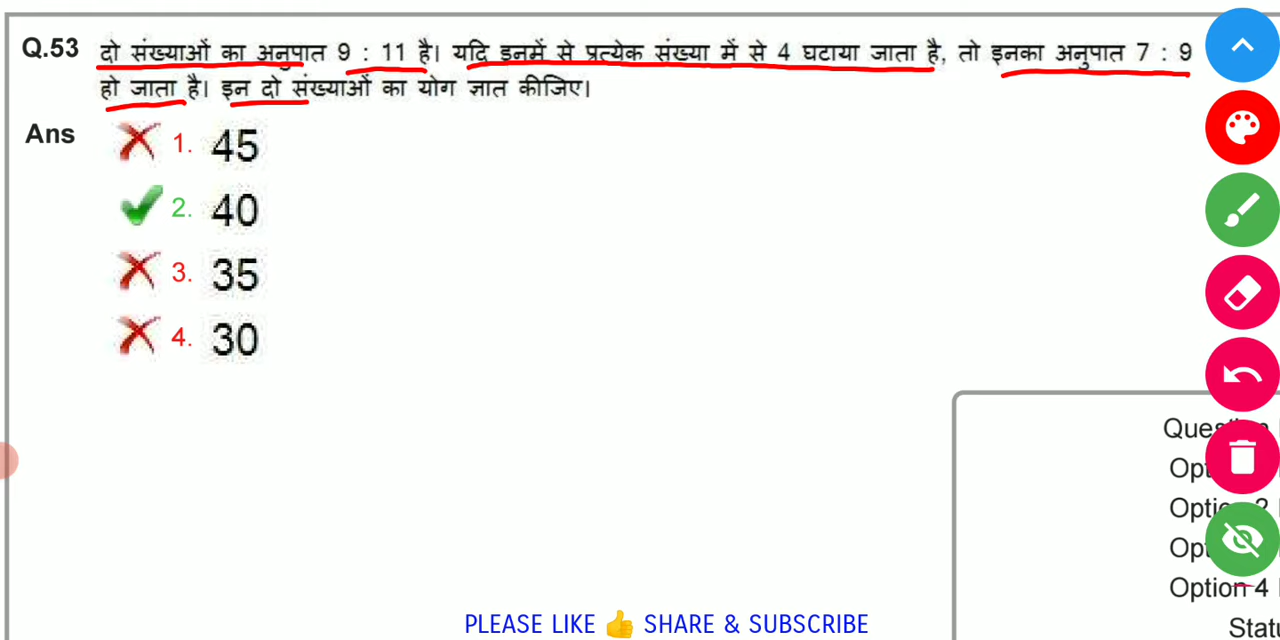 Q.53 दो संख्याओं का अनुपात 9 : 11 है। यदि इनमें से प्रत्येक संख्या में से 4 घटाया जाता है, तो इनका अनुपात 7 : 9
हो जाता है। इन दो संख्याओं का योग ज्ञात कीजिए।
Ans 1. 45
2. 40
3. 35
4. 30
Option 4
PLEASE LIKE 👍 SHARE & SUBSCRIBE